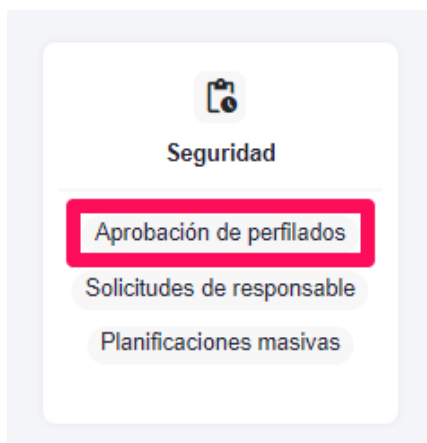 Seguridad
Aprobación de perfilados
Solicitudes de responsable
Planificaciones masivas